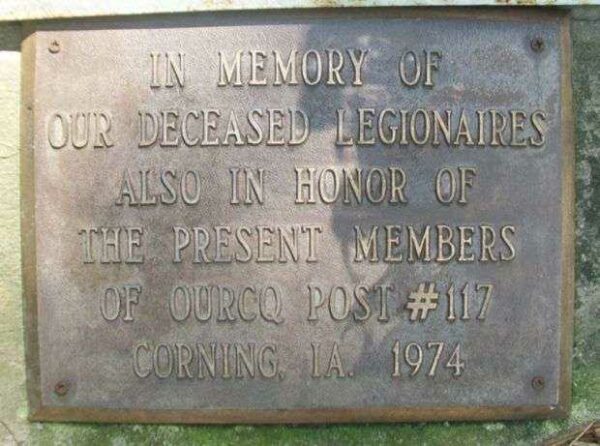 IN MEMORY OF
OUR DECEASED LEGIONAIRES
ALSO IN HONOR OF
THE PRESENT MEMBERS
OF OURCQ POST #117
CORNING, IA. 1974